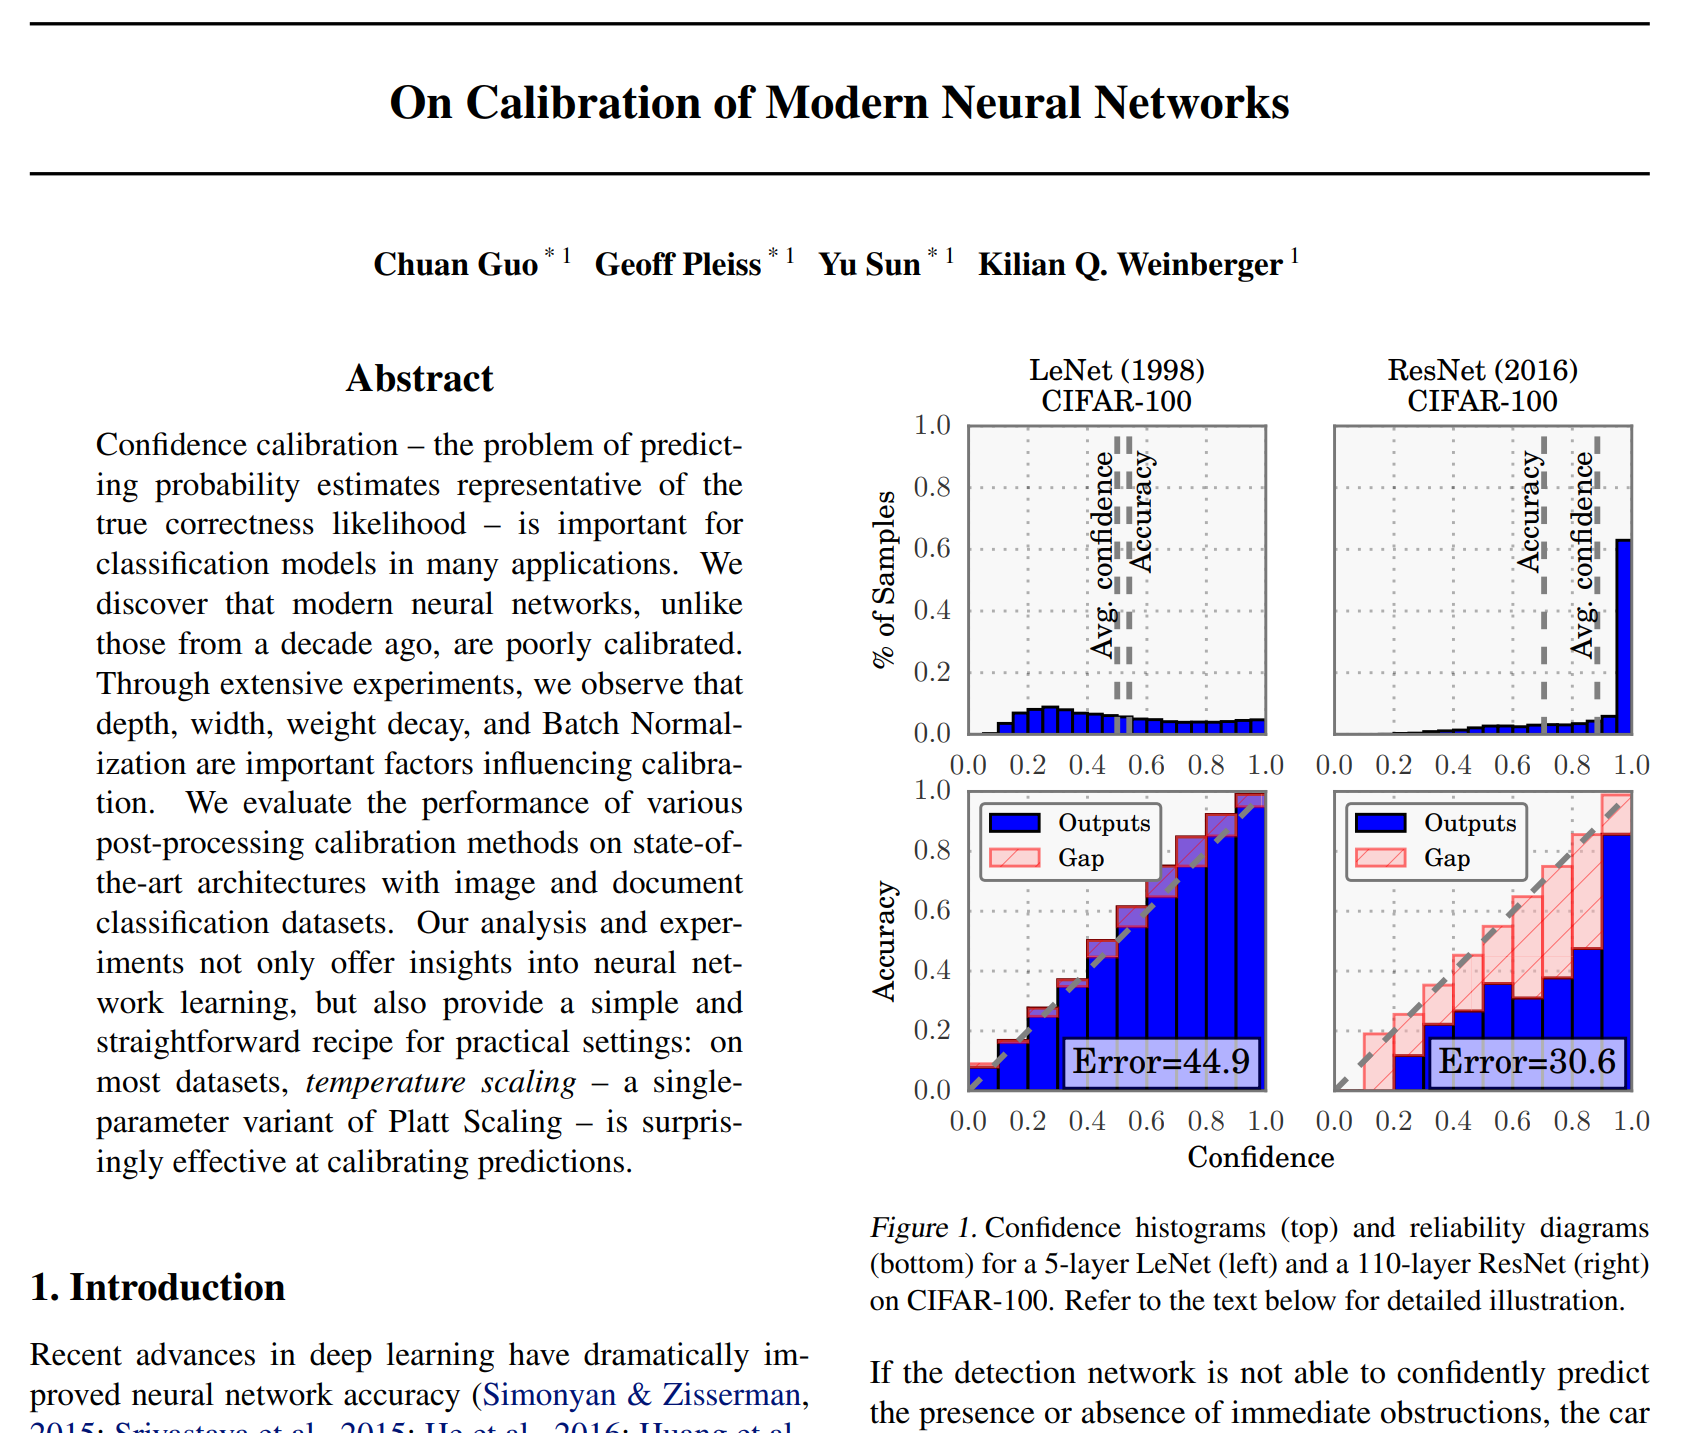 On Calibration of Modern Neural Networks
Chuan Guo * 1 Geoff Pleiss * 1 Yu Sun * 1 Kilian Q. Weinberger 1
Abstract
Confidence calibration – the problem of predict-
ing probability estimates representative of the
true correctness likelihood – is important for
classification models in many applications. We
discover that modern neural networks, unlike
those from a decade ago, are poorly calibrated.
Through extensive experiments, we observe that
depth, width, weight decay, and Batch Normal-
ization are important factors influencing calibra-
tion. We evaluate the performance of various
post-processing calibration methods on state-of-
the-art architectures with image and document
classification datasets. Our analysis and exper-
iments not only offer insights into neural net-
work learning, but also provide a simple and
straightforward recipe for practical settings: on
most datasets, temperature scaling – a single-
parameter variant of Platt Scaling – is surpris-
ingly effective at calibrating predictions.
1. Introduction
Recent advances in deep learning have dramatically im-
proved neural network accuracy (Simonyan & Zisserman,
2015; Srivastava et al., 2015; He et al., 2016; Huang et al.,
LeNet (1998)
CIFAR-100
ResNet (2016)
CIFAR-100
% of Samples
1.0
0.8
0.6
0.4
0.2
0.0
Avg. confidence
Accuracy
Accuracy
Avg. confidence
0.0 0.2 0.4 0.6 0.8 1.0
0.0 0.2 0.4 0.6 0.8 1.0
Accuracy
1.0
0.8
0.6
0.4
0.2
0.0
Outputs
Gap
Error=44.9
Outputs
Gap
Error=30.6
0.0 0.2 0.4 0.6 0.8 1.0
0.0 0.2 0.4 0.6 0.8 1.0
Confidence
Figure 1. Confidence histograms (top) and reliability diagrams
(bottom) for a 5-layer LeNet (left) and a 110-layer ResNet (right)
on CIFAR-100. Refer to the text below for detailed illustration.
If the detection network is not able to confidently predict
the presence or absence of immediate obstructions, the car